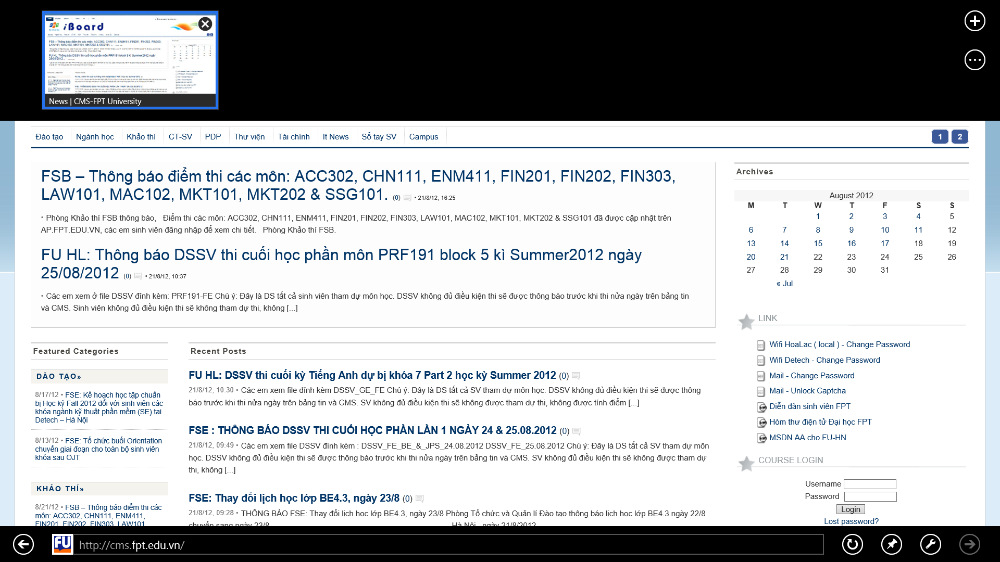 iBoard
News | CMS-FPT University
Đào tạo Ngành học Khảo thí CT-SV PDP Thư viện Tài chính It News Sổ tay SV Campus 1 2
FSB – Thông báo điểm thi các môn: ACC302, CHN111, ENM411, FIN201, FIN202, FIN303,
LAW101, MAC102, MKT101, MKT202 & SSG101. (0) • 21/8/12, 16:25
• Phòng Khảo thí FSB thông báo, Điểm thi các môn: ACC302, CHN111, ENM411, FIN201, FIN202, FIN303, LAW101, MAC102, MKT101, MKT202 & SSG101 đã được cập nhật trên
AP.FPT.EDU.VN, các em sinh viên đăng nhập để xem chi tiết. Phòng Khảo thí FSB.
FU HL: Thông báo DSSV thi cuối học phần môn PRF191 block 5 kì Summer2012 ngày
25/08/2012 (0) • 21/8/12, 10:37
• Các em xem ở file DSSV đính kèm: PRF191-FE Chú ý: Đây là DS tất cả sinh viên tham dự môn học. DSSV không đủ điều kiện thi sẽ được thông báo trước khi thi nửa ngày trên bảng tin
và CMS. Sinh viên không đủ điều kiện thi sẽ không tham dự thi, không [...]
Featured Categories
ĐÀO TẠO»
8/17/12 • FSE: Kế hoạch học tập chuẩn
bị Học kỳ Fall 2012 đối với sinh viên các
khóa ngành kỹ thuật phần mềm (SE) tại
Detech – Hà Nội
8/13/12 • FSE: Tổ chức buổi Orientation
chuyển giai đoạn cho toàn bộ sinh viên
khóa sau OJT
KHẢO THÍ»
8/21/12 • FSB – Thông báo điểm thi các
môn: ACC302, CHN111, ENM411,
FIN201, FIN202, FIN303, LAW101
Recent Posts
FU HL: DSSV thi cuối kỳ Tiếng Anh dự bị khóa 7 Part 2 học kỳ Summer 2012 (0)
21/8/12, 10:30 • Các em xem file đính kèm DSSV_GE_FE Chú ý: Đây là DS tất cả SV tham dự môn học. DSSV không đủ điều kiện thi sẽ được thông
báo trước khi thi nửa ngày trên bảng tin và CMS. SV không đủ điều kiện thi sẽ không được tham dự thi, không được tính điểm [...]
FSE : THÔNG BÁO DSSV THI CUỐI HỌC PHẦN LẦN 1 NGÀY 24 & 25.08.2012 (0)
21/8/12, 09:49 • Các em xem file DSSV đính kèm : DSSV_FE_BE_&_JPS_24.08.2012 DSSV_FE_25.08.2012 Chú ý: Đây là DS tất cả SV tham dự môn
học. DSSV không đủ điều kiện thi sẽ được thông báo trước khi thi nửa ngày trên bảng tin và CMS. SV không đủ điều kiện thi sẽ không được tham dự
thi, không [...]
FSE: Thay đổi lịch học lớp BE4.3, ngày 23/8 (0)
21/8/12, 09:28 • THÔNG BÁO FSE: Thay đổi lịch học lớp BE4.3, ngày 23/8 Phòng Tổ chức và Quản lí Đào tạo thông báo lịch học lớp BE4.3 ngày 22/8
chuyển sang ngày 23/8 Hà Nội , ngày 21/8/2012
Archives
August 2012
M T W T F S S
1 2 3 4 5
6 7 8 9 10 11 12
13 14 15 16 17 18 19
20 21 22 23 24 25 26
27 28 29 30 31
« Jul
LINK
Wifi HoaLac ( local ) - Change Password
Wifi Detech - Change Password
Mail - Change Password
Mail - Unlock Captcha
Diễn đàn sinh viên FPT
Hòm thư điện tử Đại học FPT
MSDN AA cho FU-HN
COURSE LOGIN
Username
Password
Login
Lost password?
FU http://cms.fpt.edu.vn/